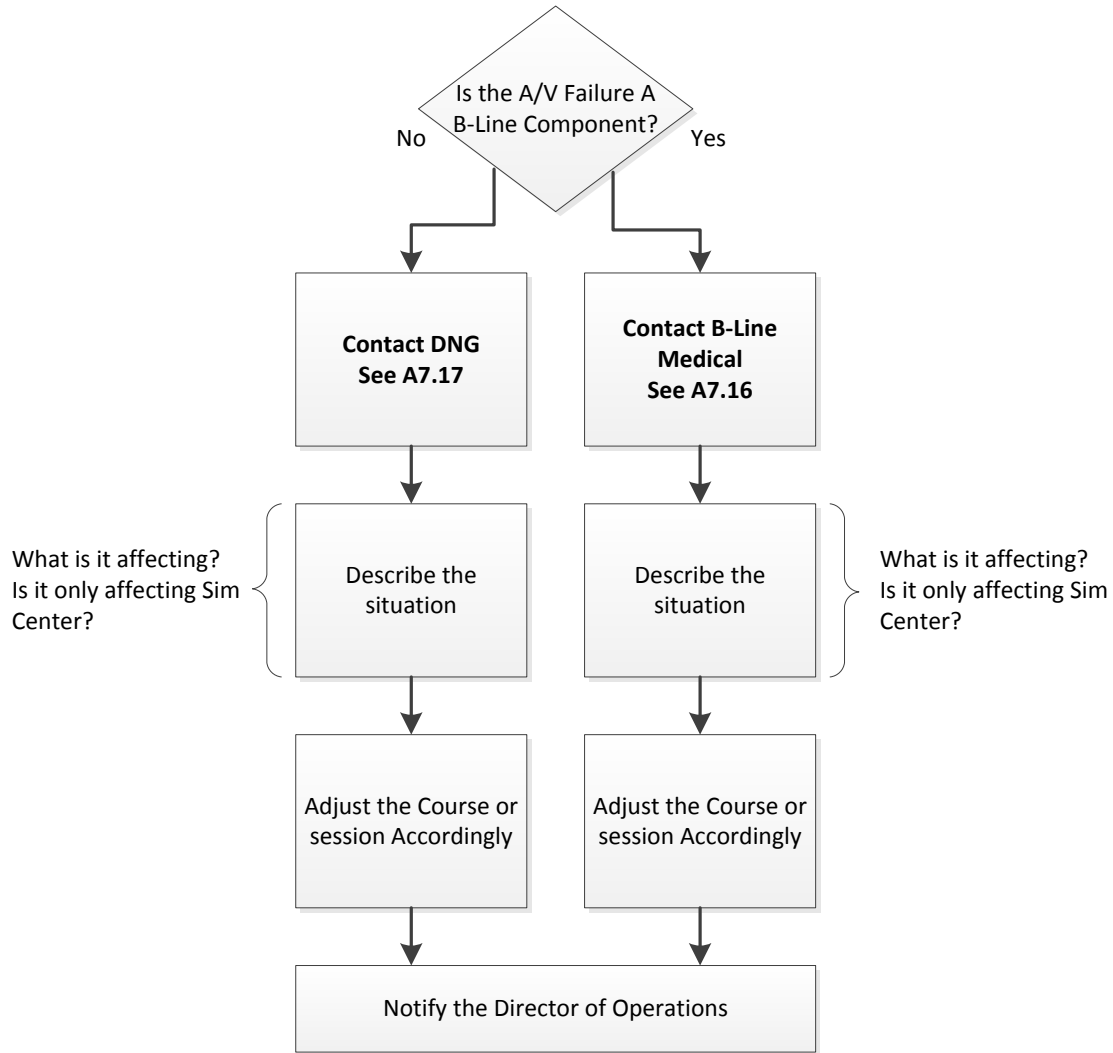 Is the A/V Failure A
B-Line Component?
No
Yes
Contact DNG
See A7.17
Contact B-Line
Medical
See A7.16
What is it affecting?
Is it only affecting Sim
Center?
Describe the
situation
Describe the
situation
What is it affecting?
Is it only affecting Sim
Center?
Adjust the Course or
session Accordingly
Adjust the Course or
session Accordingly
Notify the Director of Operations